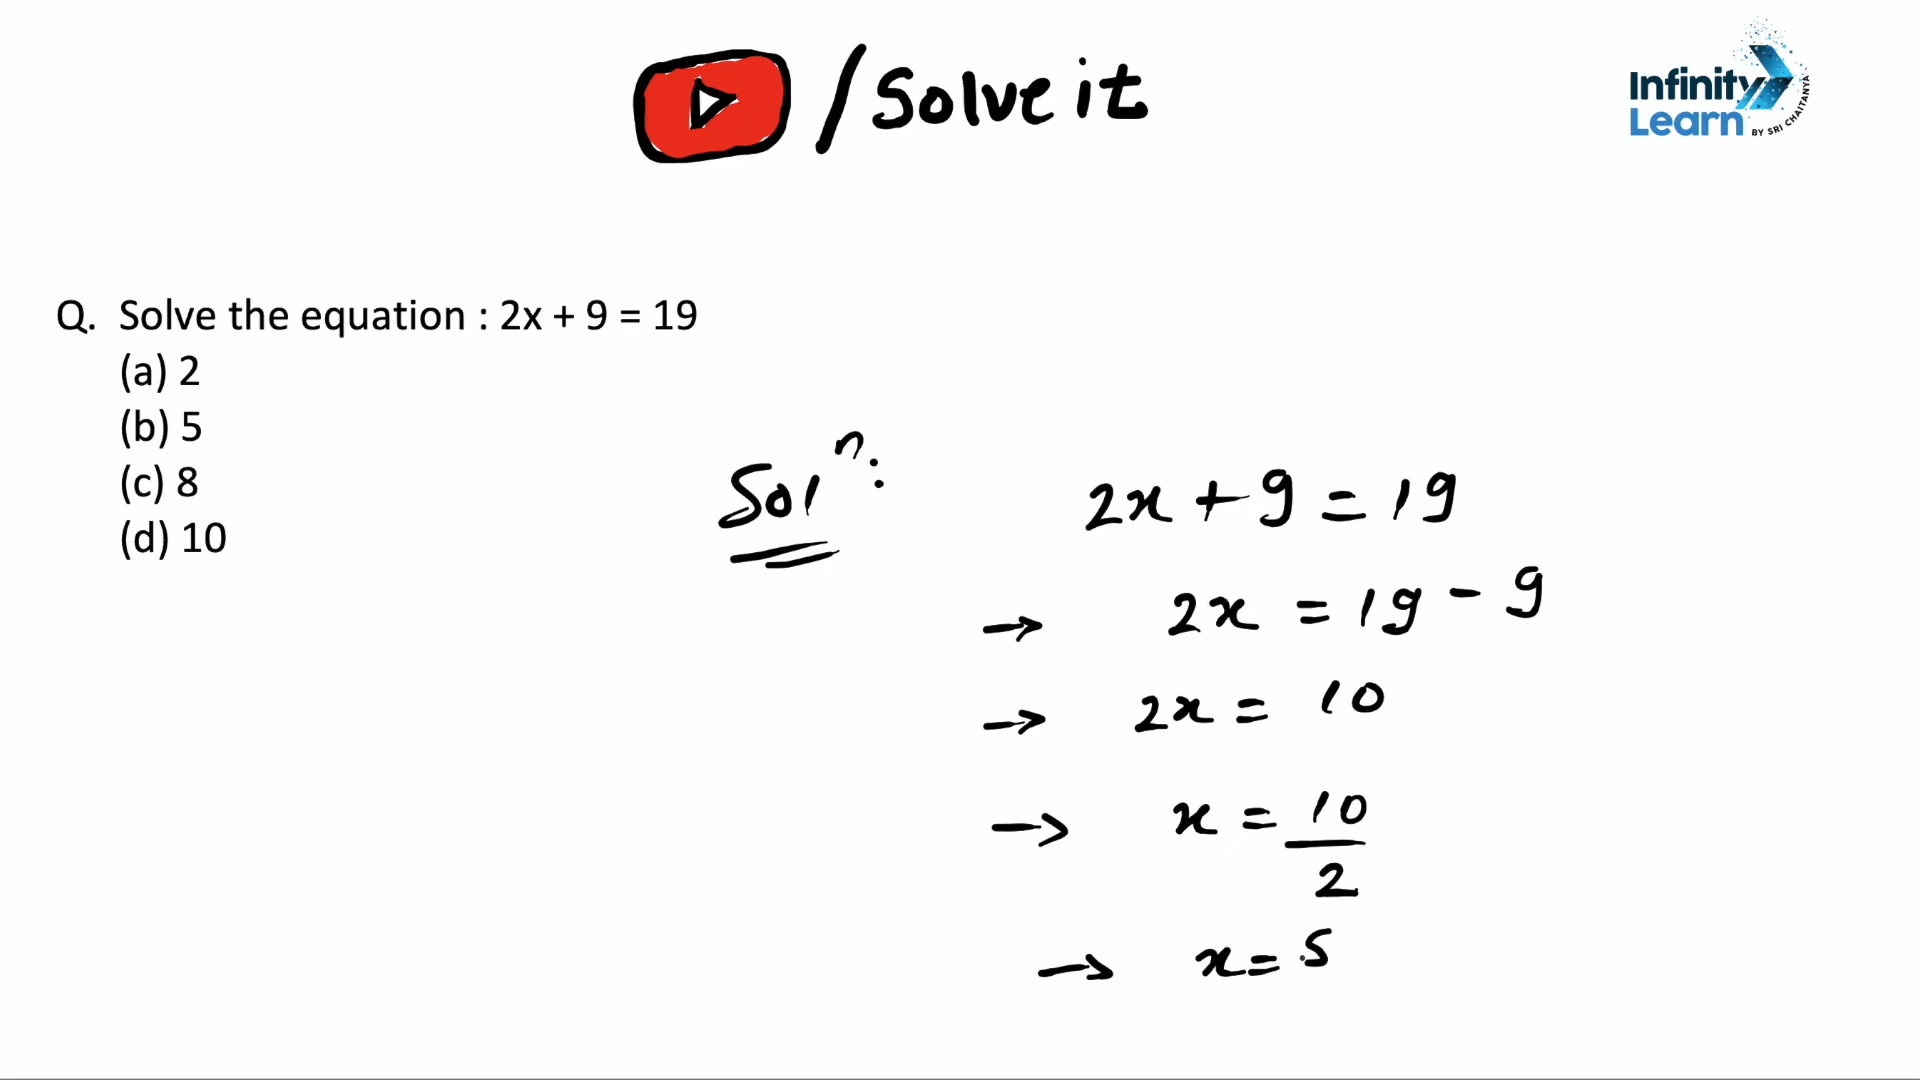 /Solve it
Infinity
Learn
BY SRI CHAITANYA
Q. Solve the equation : 2x + 9 = 19
(a) 2
(b) 5
(c) 8
(d) 10
Solⁿ:
2x + 9 = 19
→ 2x = 19 - 9
→ 2x = 10
→ x = 10/2
→ x = 5